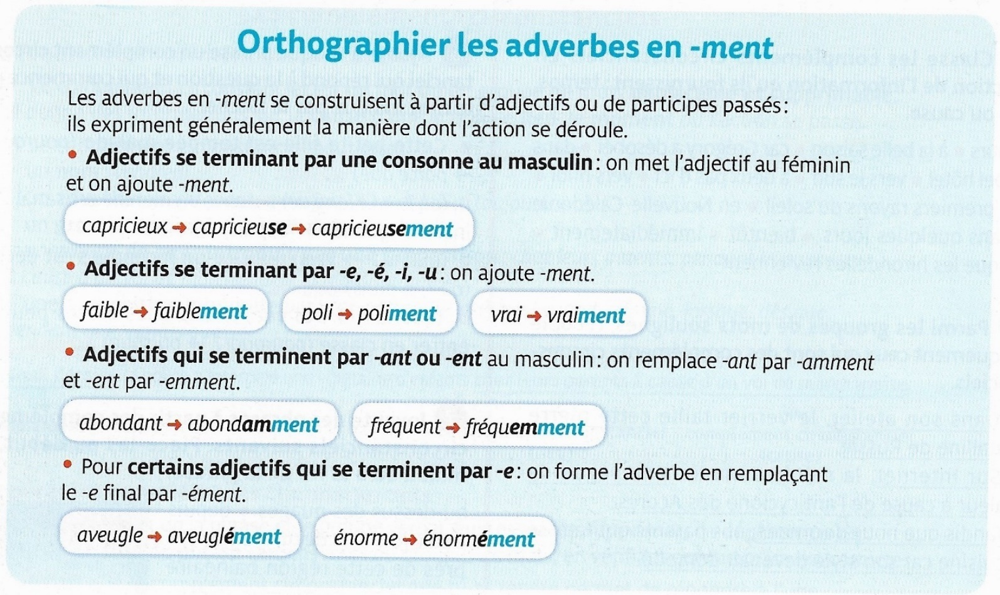 Orthographier les adverbes en -ment
Les adverbes en -ment se construisent à partir d'adjectifs ou de participes passés :
ils expriment généralement la manière dont l'action se déroule.
• Adjectifs se terminant par une consonne au masculin : on met l'adjectif au féminin
et on ajoute -ment.
capricieux → capricieuse → capricieusement
• Adjectifs se terminant par -e, -é, -i, -u : on ajoute -ment.
faible → faiblement poli → poliment vrai → vraiment
• Adjectifs qui se terminent par -ant ou -ent au masculin : on remplace -ant par -amment
et -ent par -emment.
abondant → abondamment fréquent → fréquemment
• Pour certains adjectifs qui se terminent par -e : on forme l'adverbe en remplaçant
le -e final par -ément.
aveugle → aveuglément énorme → énormément